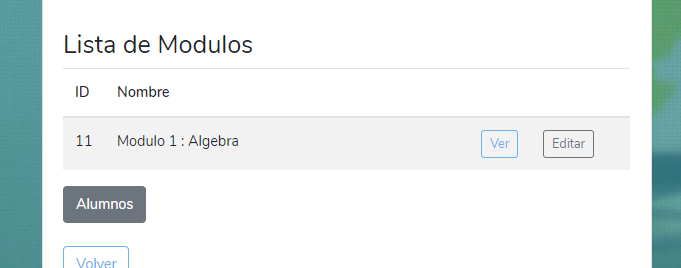 Lista de Modulos
ID Nombre
11 Modulo 1 : Algebra Ver Editar
Alumnos
Volver